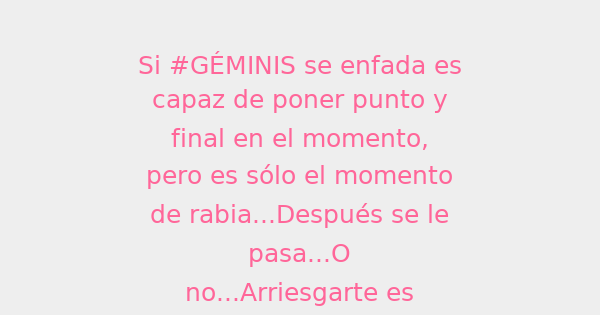 Si #GÉMINIS se enfada es
capaz de poner punto y
final en el momento,
pero es sólo el momento
de rabia...Después se le
pasa...O
no...Arriesgarte es